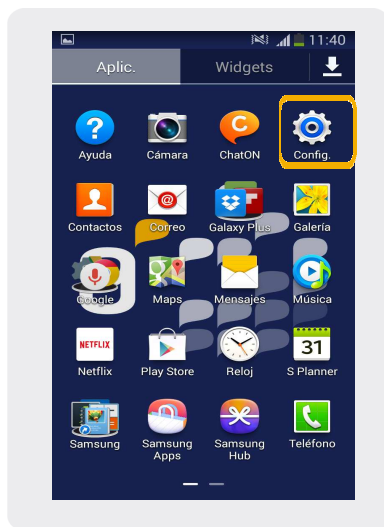 11:40
Aplic.
Widgets
?
Ayuda
Cámara
C
ChatON
Config.
@
Contactos
Correo
Galaxy Plus
Galería
Google
Maps
Mensajes
Música
NETFLIX
31
Netflix
Play Store
Reloj
S Planner
Samsung
Samsung
Apps
Samsung
Hub
Teléfono